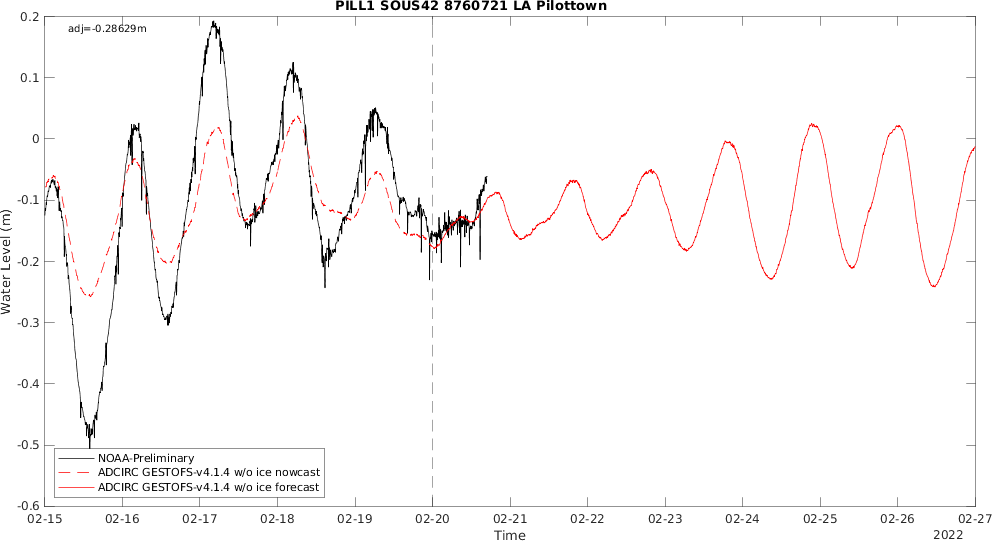 PILL1 SOUS42 8760721 LA Pilottown
adj=-0.28629m
0.2
0.1
0
-0.1
-0.2
-0.3
-0.4
-0.5
-0.6
Water Level (m)
NOAA-Preliminary
ADCIRC GESTOFS-v4.1.4 w/o ice nowcast
ADCIRC GESTOFS-v4.1.4 w/o ice forecast
02-15 02-16 02-17 02-18 02-19 02-20 02-21 02-22 02-23 02-24 02-25 02-26 02-27
Time
2022